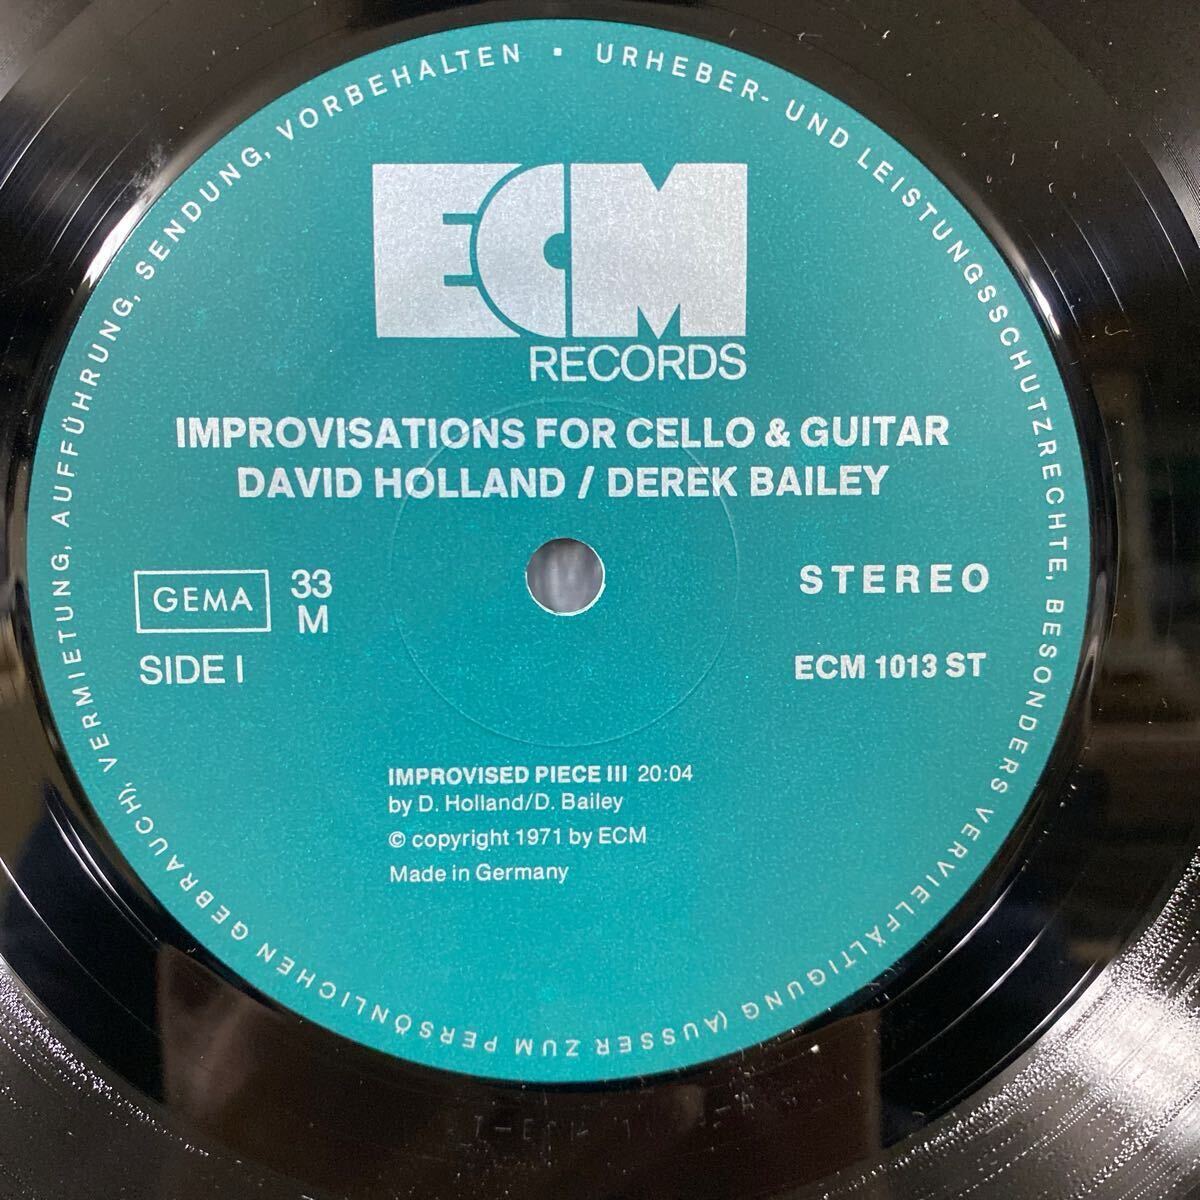 URHEBER- UND LEISTUNGSSCHUTZRECHTE, BESONDERS VERVIELFÄLTIGUNG (AUSSER ZUM PERSÖNLICHEN GEBRAUCH), VERMIETUNG, AUFFÜHRUNG, SENDUNG, VORBEHALTEN ▪
ECM
RECORDS
IMPROVISATIONS FOR CELLO & GUITAR
DAVID HOLLAND / DEREK BAILEY
GEMA
33
M
STEREO
SIDE I
ECM 1013 ST
IMPROVISED PIECE III 20:04
by D. Holland/D. Bailey
© copyright 1971 by ECM
Made in Germany